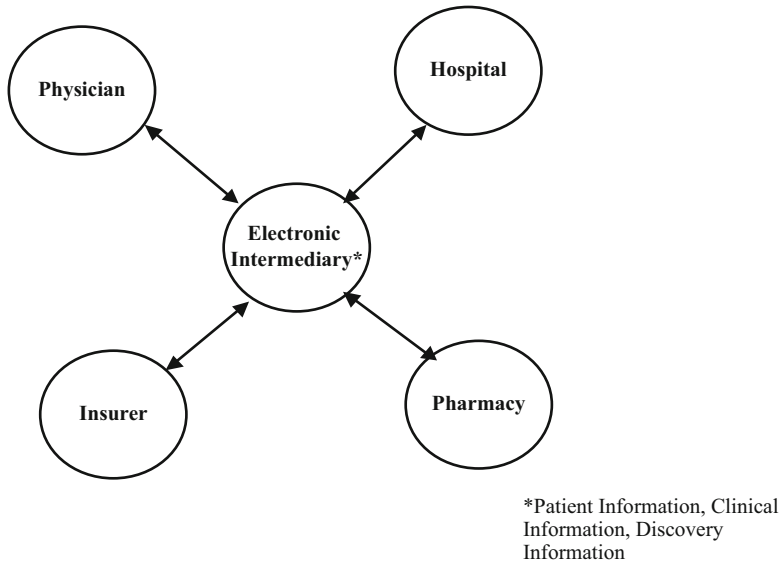 Physician
Hospital
Electronic
Intermediary*
Insurer
Pharmacy
*Patient Information, Clinical
Information, Discovery
Information